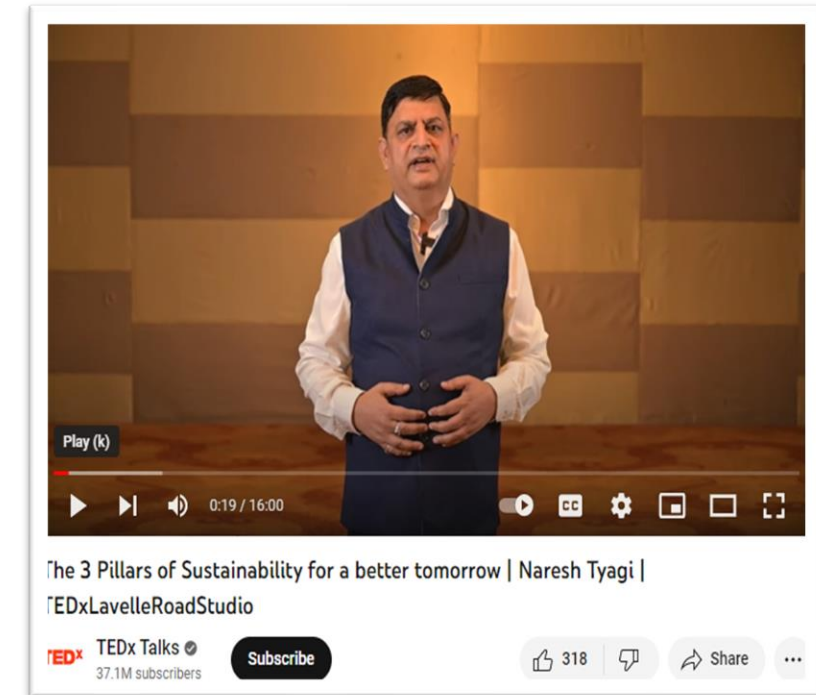 Play (k)
0:19 / 16:00
CC
The 3 Pillars of Sustainability for a better tomorrow | Naresh Tyagi |
TEDxLavelleRoadStudio
TEDx TEDx Talks
37.1M subscribers
Subscribe
318
Share